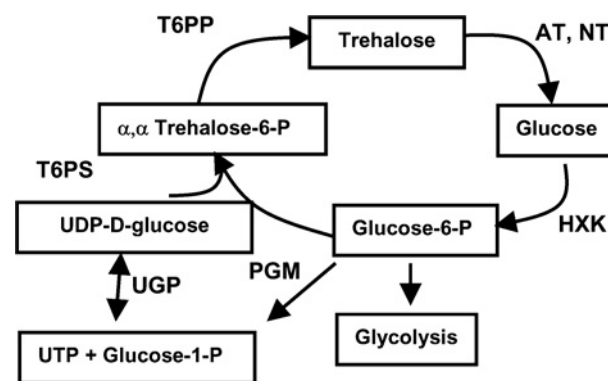 T6PP
Trehalose
AT, NT
α,α Trehalose-6-P
Glucose
T6PS
UDP-D-glucose
Glucose-6-P
HXK
UGP
PGM
UTP + Glucose-1-P
Glycolysis